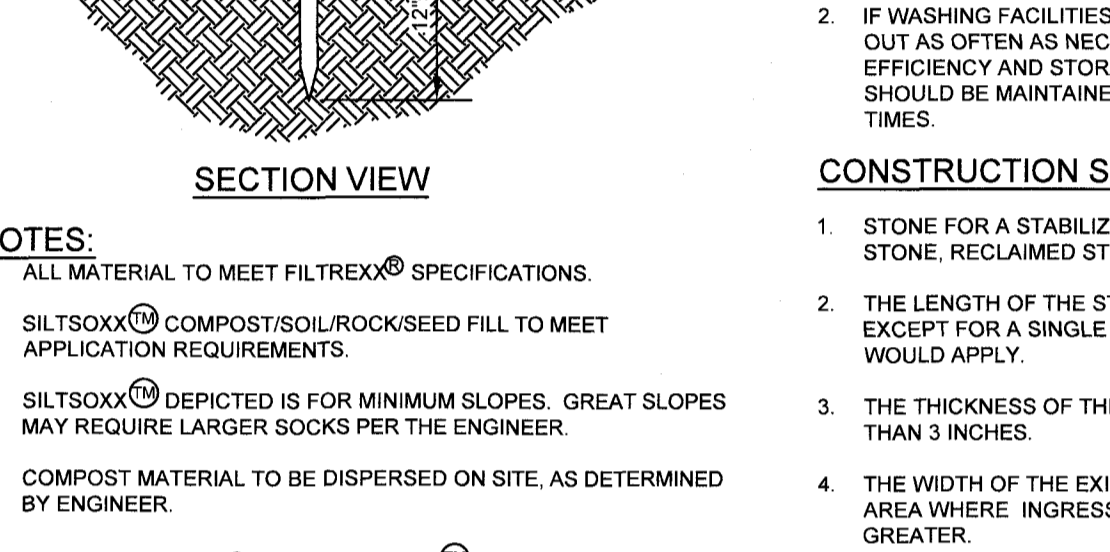 12"
SECTION VIEW
OTES:
ALL MATERIAL TO MEET FILTREXX® SPECIFICATIONS.
SILTSOXX™ COMPOST/SOIL/ROCK/SEED FILL TO MEET
APPLICATION REQUIREMENTS.
SILTSOXX™ DEPICTED IS FOR MINIMUM SLOPES. GREAT SLOPES
MAY REQUIRE LARGER SOCKS PER THE ENGINEER.
COMPOST MATERIAL TO BE DISPERSED ON SITE, AS DETERMINED
BY ENGINEER.
2. IF WASHING FACILITIES
OUT AS OFTEN AS NEC
EFFICIENCY AND STOR
SHOULD BE MAINTAINE
TIMES.
CONSTRUCTION S
1. STONE FOR A STABILIZ
STONE, RECLAIMED ST
2. THE LENGTH OF THE ST
EXCEPT FOR A SINGLE
WOULD APPLY.
3. THE THICKNESS OF TH
THAN 3 INCHES.
4. THE WIDTH OF THE EXI
AREA WHERE INGRESS
GREATER.